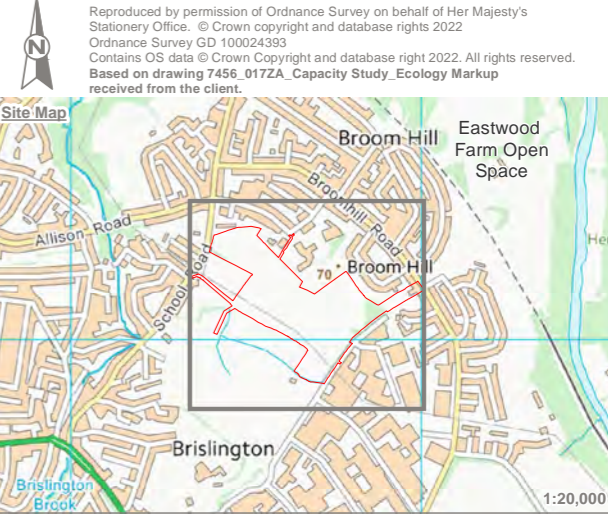 Reproduced by permission of Ordnance Survey on behalf of Her Majesty's
Stationery Office. © Crown copyright and database rights 2022
Ordnance Survey GD 100024393
Contains OS data © Crown Copyright and database right 2022. All rights reserved.
Based on drawing 7456_017ZA_Capacity Study_Ecology Markup
received from the client.
N
Site Map
Broom Hill
Eastwood
Farm Open
Space
Broomhill Road
Allison Road
School Road
70
Broom Hill
Brislington
Brislington
Brook
1:20,000